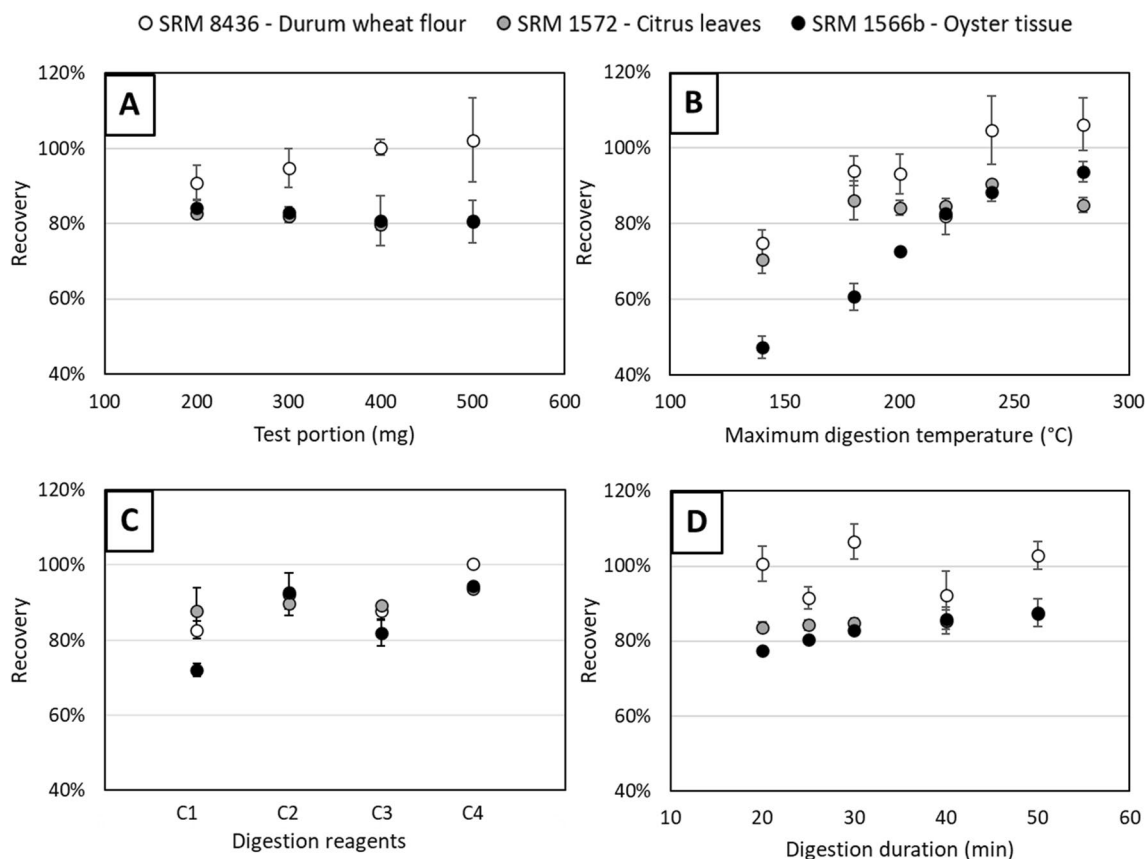 SRM 8436 - Durum wheat flour SRM 1572 - Citrus leaves SRM 1566b - Oyster tissue
A
120%
100%
80%
60%
40%
Recovery
100 200 300 400 500 600
Test portion (mg)
B
120%
100%
80%
60%
40%
Recovery
100 150 200 250 300
Maximum digestion temperature (°C)
C
120%
100%
80%
60%
40%
Recovery
C1 C2 C3 C4
Digestion reagents
D
120%
100%
80%
60%
40%
Recovery
10 20 30 40 50 60
Digestion duration (min)